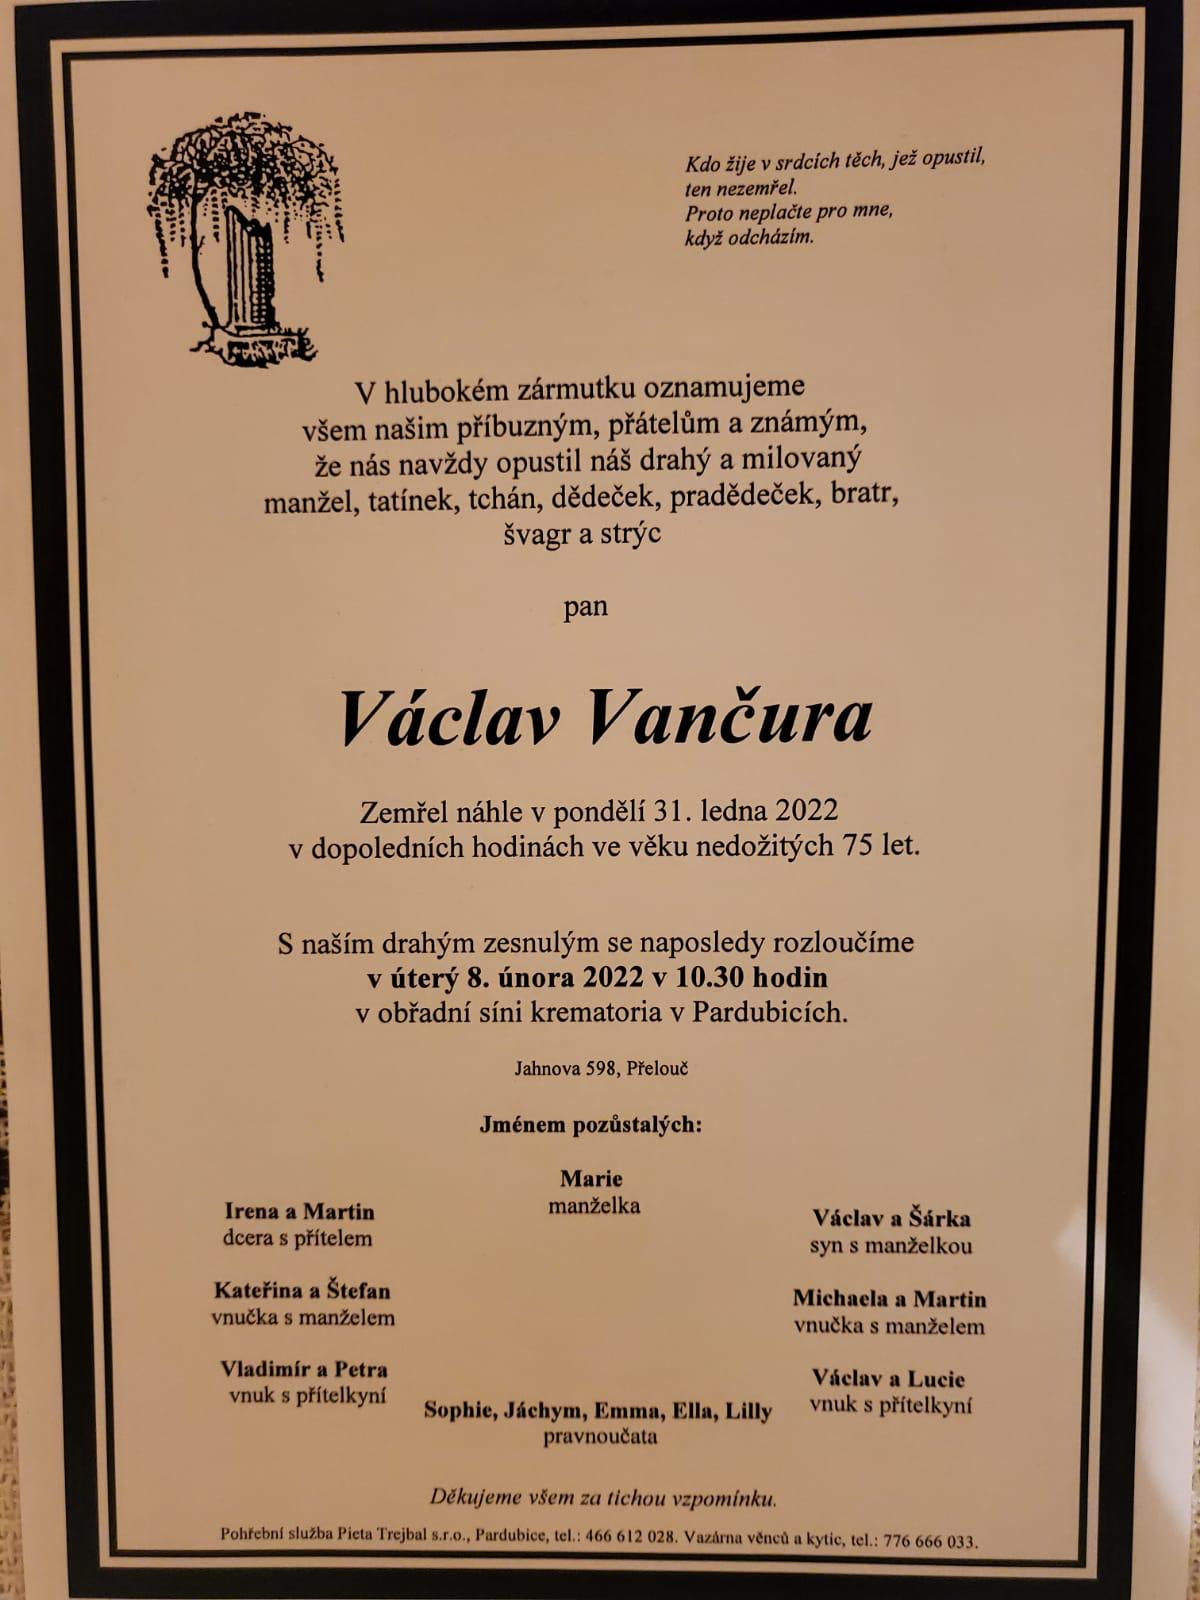 Kdo žije v srdcích těch, jež opustil,
ten nezemřel.
Proto neplačte pro mne,
když odcházím.
V hlubokém zármutku oznamujeme
všem našim příbuzným, přátelům a známým,
že nás navždy opustil náš drahý a milovaný
manžel, tatínek, tchán, dědeček, pradědeček, bratr,
švagr a strýc
pan
Václav Vančura
Zemřel náhle v pondělí 31. ledna 2022
v dopoledních hodinách ve věku nedožitých 75 let.
S naším drahým zesnulým se naposledy rozloučíme
v úterý 8. února 2022 v 10.30 hodin
v obřadní síni krematoria v Pardubicích.
Jahnova 598, Přelouč
Jménem pozůstalých:
Marie
manželka
Irena a Martin
dcera s přítelem
Václav a Šárka
syn s manželkou
Kateřina a Štefan
vnučka s manželem
Michaela a Martin
vnučka s manželem
Vladimír a Petra
vnuk s přítelkyní
Václav a Lucie
vnuk s přítelkyní
Sophie, Jáchym, Emma, Ella, Lilly
pravnoučata
Děkujeme všem za tichou vzpomínku.
Pohřební služba Pieta Trejbal s.r.o., Pardubice, tel.: 466 612 028. Vazárna věnců a kytic, tel.: 776 666 033.